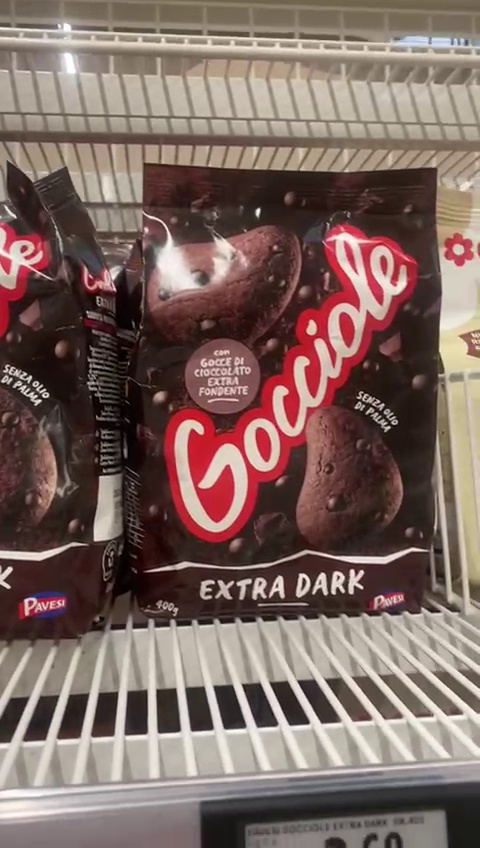 Gocciole
CON
GOCCE DI
CIOCCOLATO
EXTRA
FONDENTE
SENZA OLIO
DI PALMA
EXTRA DARK
400g
PAVESI
SENZA OLIO
DI PALMA
K
PAVESI
PAVESI GOCCIOLE EXTRA DARK